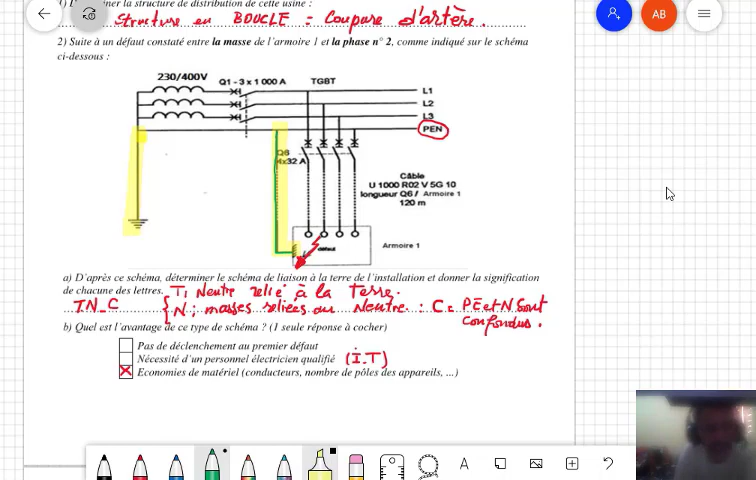 Structure en BOUCLE = Coupure d'artère.
2) Suite à un défaut constaté entre la masse de l'armoire 1 et la phase n° 2, comme indiqué sur le schéma
ci-dessous :
230/400V
Q1 - 3 x 1 000 A
TGBT
L1
L2
L3
PEN
Q6
4x32 A
Câble
U 1000 R02 V 5G 10
longueur Q6 / Armoire 1
120 m
défaut
Armoire 1
a) D'après ce schéma, déterminer le schéma de liaison à la terre de l'installation et donner la signification
de chacune des lettres. T; Neutre relié à la Terre.
T.N_C { N; masses reliées au Neutre : C = PE et N sont
confondus.
b) Quel est l'avantage de ce type de schéma ? (1 seule réponse à cocher)
Pas de déclenchement au premier défaut
Nécessité d'un personnel électricien qualifié (I.T)
X Economies de matériel (conducteurs, nombre de pôles des appareils, ...)
AB
A